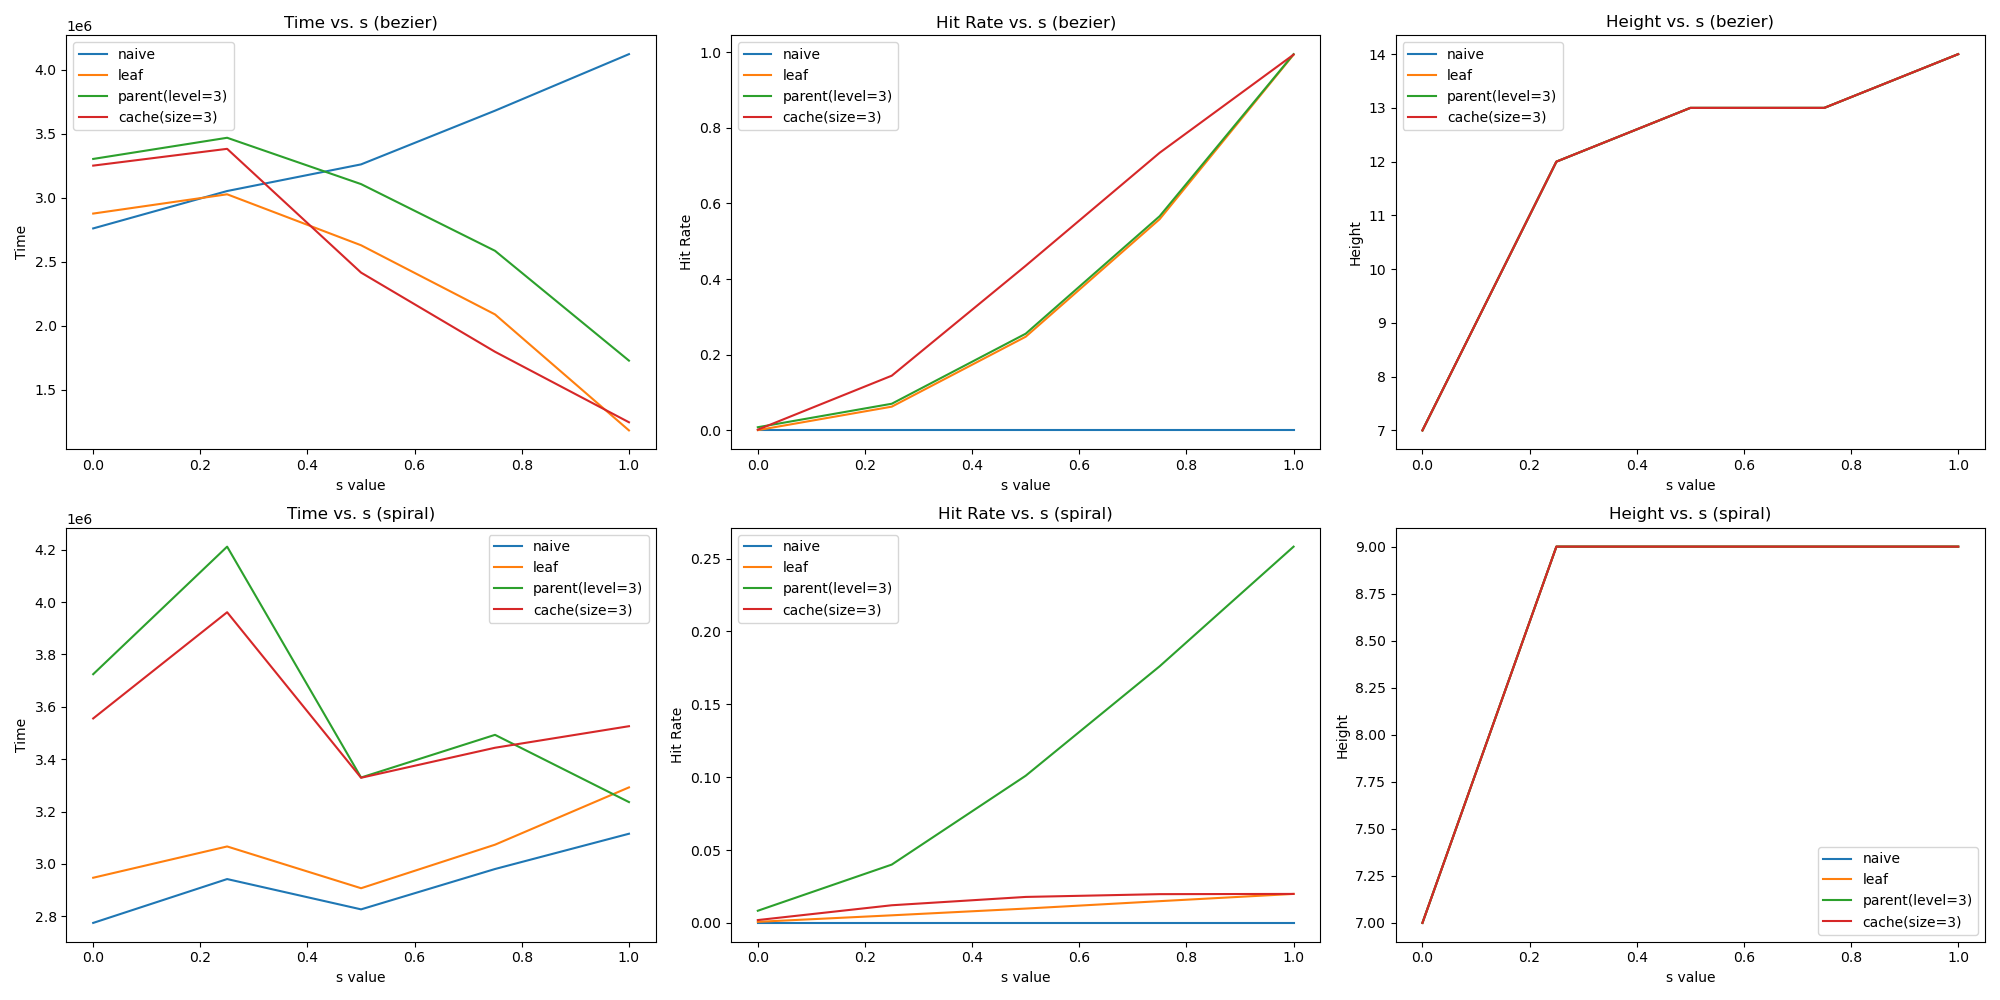 Time vs. s (bezier)
1e6
Time
4.0
3.5
3.0
2.5
2.0
1.5
naive
leaf
parent(level=3)
cache(size=3)
0.0 0.2 0.4 0.6 0.8 1.0
s value
Hit Rate vs. s (bezier)
Hit Rate
1.0
0.8
0.6
0.4
0.2
0.0
naive
leaf
parent(level=3)
cache(size=3)
0.0 0.2 0.4 0.6 0.8 1.0
s value
Height vs. s (bezier)
Height
14
13
12
11
10
9
8
7
naive
leaf
parent(level=3)
cache(size=3)
0.0 0.2 0.4 0.6 0.8 1.0
s value
Time vs. s (spiral)
1e6
Time
4.2
4.0
3.8
3.6
3.4
3.2
3.0
2.8
naive
leaf
parent(level=3)
cache(size=3)
0.0 0.2 0.4 0.6 0.8 1.0
s value
Hit Rate vs. s (spiral)
Hit Rate
0.25
0.20
0.15
0.10
0.05
0.00
naive
leaf
parent(level=3)
cache(size=3)
0.0 0.2 0.4 0.6 0.8 1.0
s value
Height vs. s (spiral)
Height
9.00
8.75
8.50
8.25
8.00
7.75
7.50
7.25
7.00
naive
leaf
parent(level=3)
cache(size=3)
0.0 0.2 0.4 0.6 0.8 1.0
s value